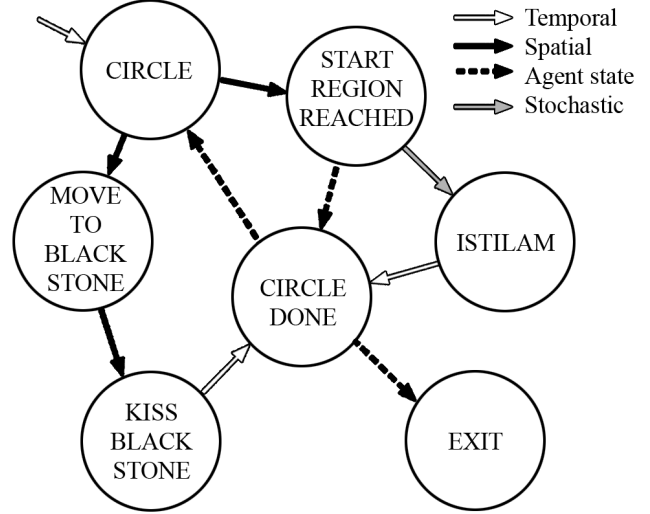 CIRCLE
START
REGION
REACHED
Temporal
Spatial
Agent state
Stochastic
MOVE
TO
BLACK
STONE
ISTILAM
CIRCLE
DONE
KISS
BLACK
STONE
EXIT